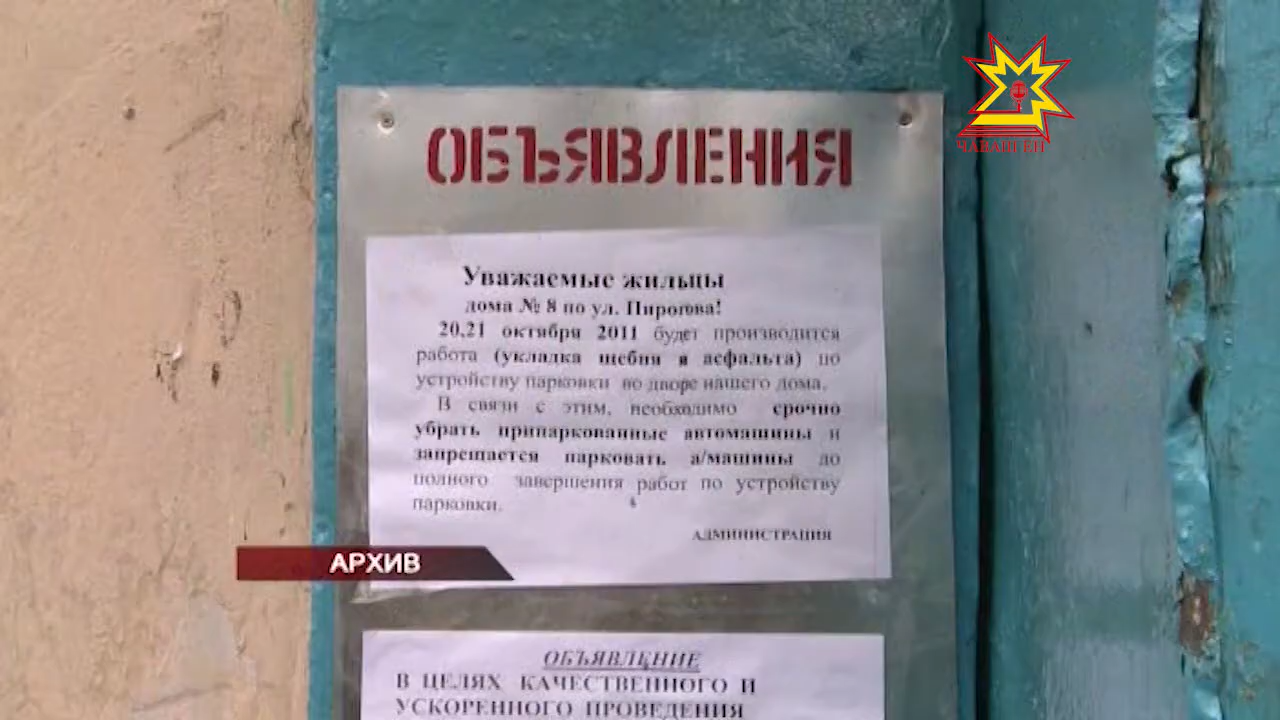 ОБЪЯВЛЕНИЯ
ЧĂВАШ ЕН
Уважаемые жильцы
дома № 8 по ул. Пирогова!
20,21 октября 2011 будет производится
работа (укладка щебня и асфальта) по
устройству парковки во дворе нашего дома.
В связи с этим, необходимо срочно
убрать припаркованные автомашины и
запрещается парковать а/машины до
полного завершения работ по устройству
парковки.
АДМИНИСТРАЦИЯ
АРХИВ
ОБЪЯВЛЕНИЕ
В ЦЕЛЯХ КАЧЕСТВЕННОГО И
УСКОРЕННОГО ПРОВЕДЕНИЯ